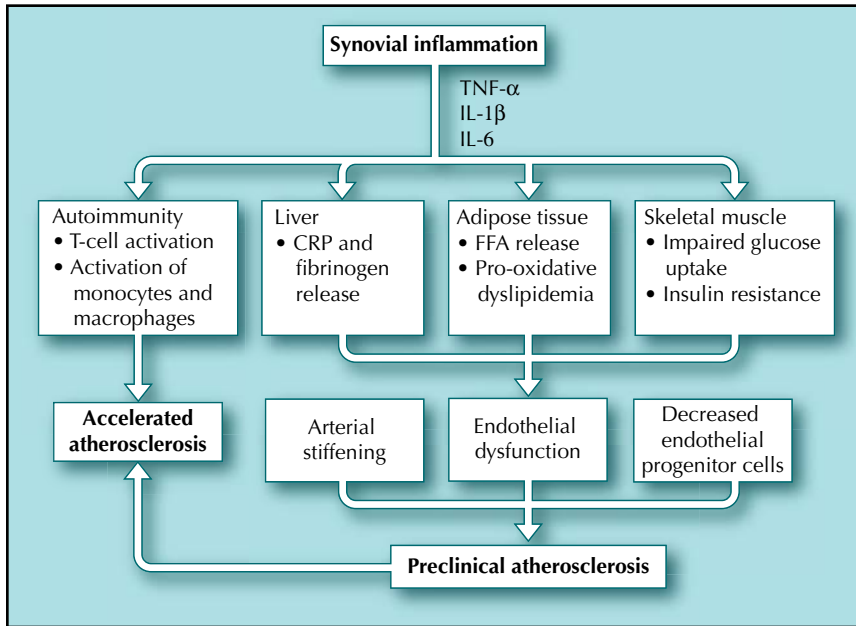 Synovial inflammation
TNF-α
IL-1β
IL-6
Autoimmunity
• T-cell activation
• Activation of
monocytes and
macrophages
Liver
• CRP and
fibrinogen
release
Adipose tissue
• FFA release
• Pro-oxidative
dyslipidemia
Skeletal muscle
• Impaired glucose
uptake
• Insulin resistance
Accelerated
atherosclerosis
Arterial
stiffening
Endothelial
dysfunction
Decreased
endothelial
progenitor cells
Preclinical atherosclerosis